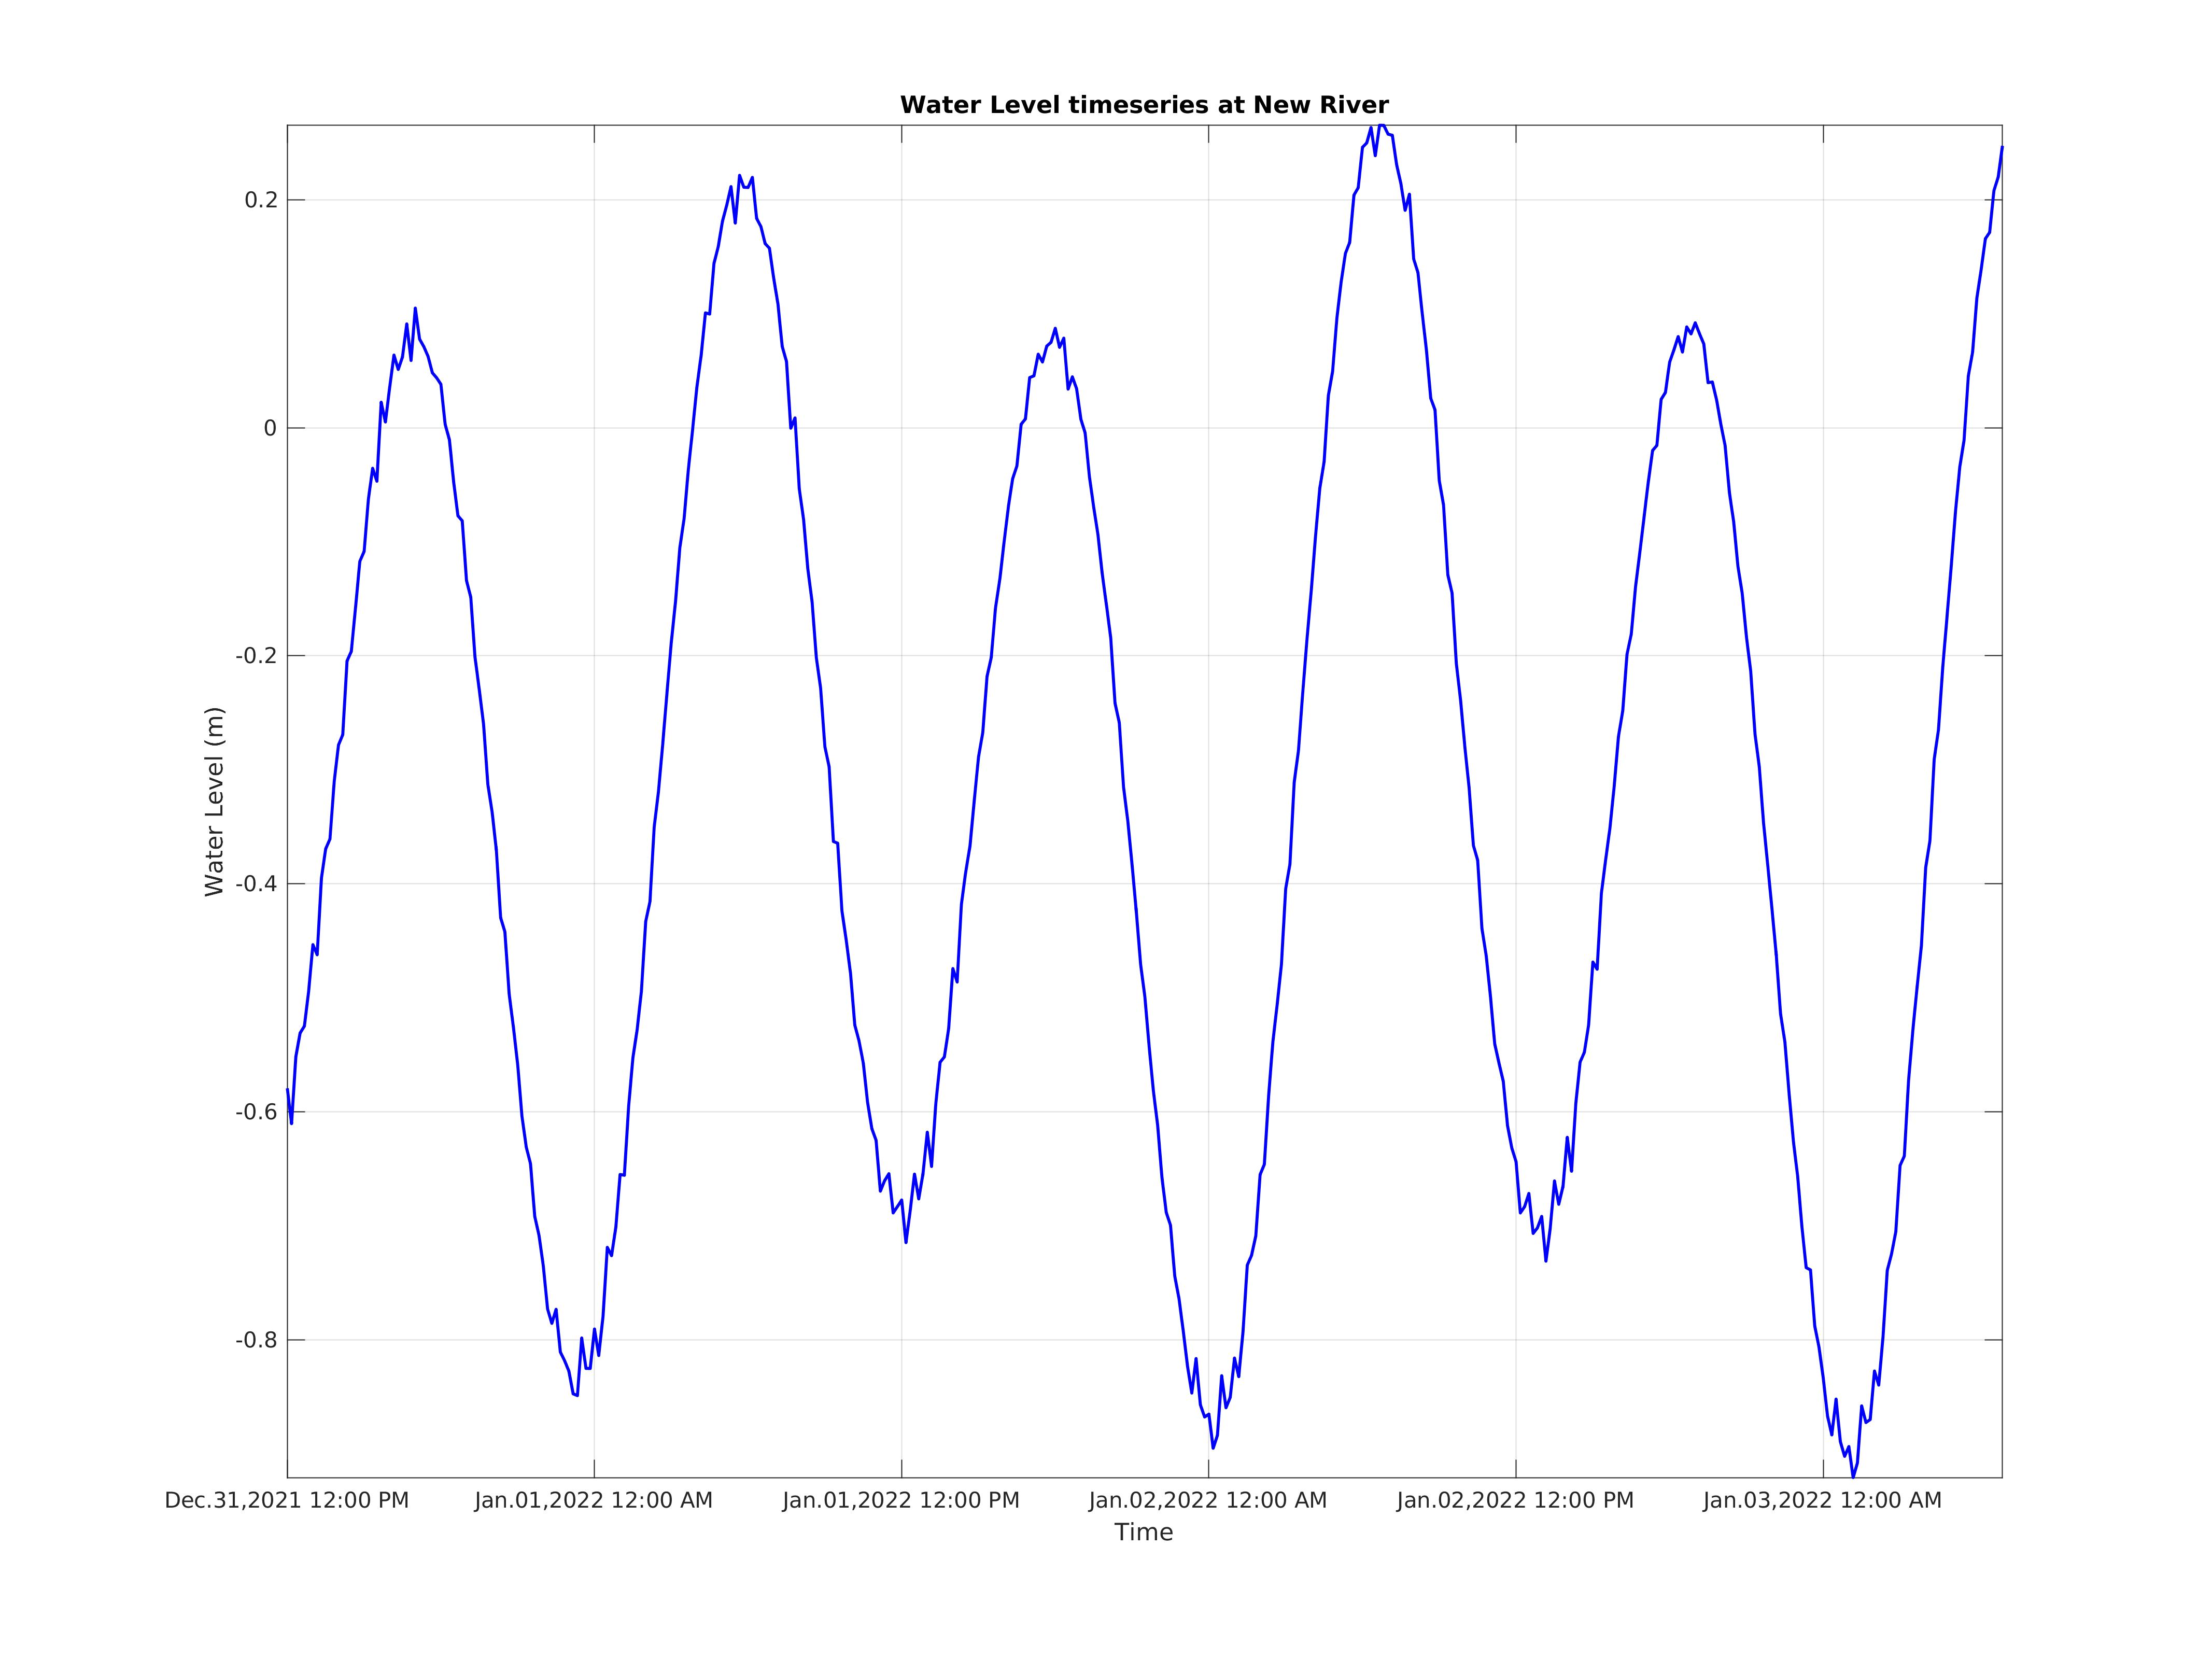 Water Level timeseries at New River
0.2
0
-0.2
-0.4
-0.6
-0.8
Water Level (m)
Dec.31,2021 12:00 PM
Jan.01,2022 12:00 AM
Jan.01,2022 12:00 PM
Jan.02,2022 12:00 AM
Jan.02,2022 12:00 PM
Jan.03,2022 12:00 AM
Time